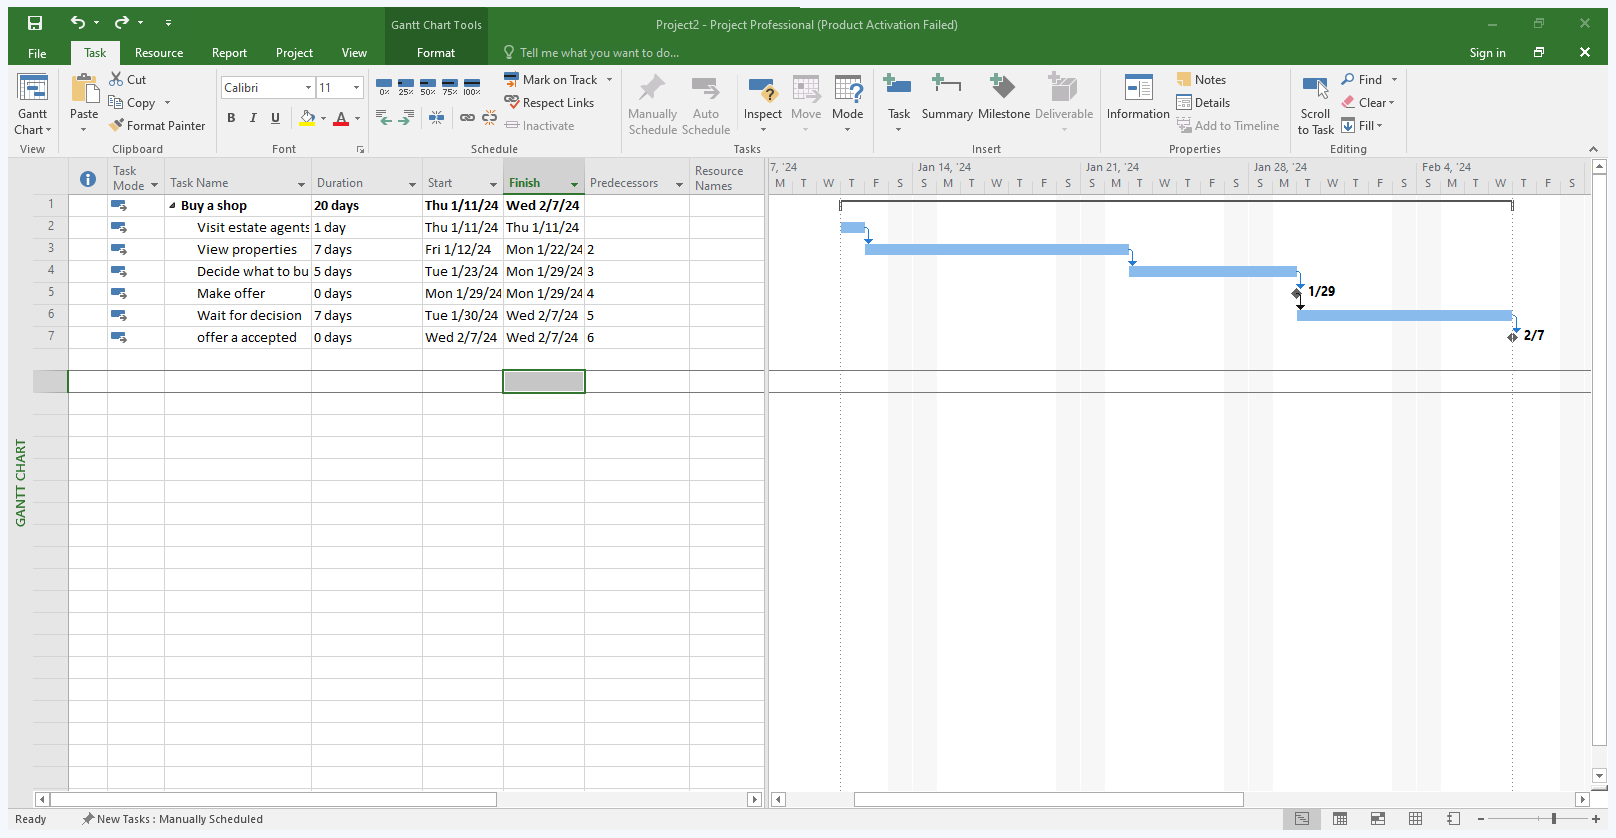 Gantt Chart Tools
Project2 - Project Professional (Product Activation Failed)
File Task Resource Report Project View Format Tell me what you want to do... Sign in
Gantt Chart
View
Paste
Cut
Copy
Format Painter
Clipboard
Calibri 11
B I U A
Font
0% 25% 50% 75% 100%
Mark on Track
Respect Links
Inactivate
Schedule
Manually Schedule
Auto Schedule
Inspect
Move
Mode
Tasks
Task
Summary
Milestone
Deliverable
Insert
Information
Notes
Details
Add to Timeline
Properties
Scroll to Task
Find
Clear
Fill
Editing
Task Mode Task Name Duration Start Finish Predecessors Resource Names
7, '24 Jan 14, '24 Jan 21, '24 Jan 28, '24 Feb 4, '24
M T W T F S S M T W T F S S M T W T F S S M T W T F S S M T W T F S
1 Buy a shop 20 days Thu 1/11/24 Wed 2/7/24
2 Visit estate agents 1 day Thu 1/11/24 Thu 1/11/24
3 View properties 7 days Fri 1/12/24 Mon 1/22/24 2
4 Decide what to bu 5 days Tue 1/23/24 Mon 1/29/24 3
5 Make offer 0 days Mon 1/29/24 Mon 1/29/24 4
1/29
6 Wait for decision 7 days Tue 1/30/24 Wed 2/7/24 5
7 offer a accepted 0 days Wed 2/7/24 Wed 2/7/24 6
2/7
GANTT CHART
Ready New Tasks : Manually Scheduled